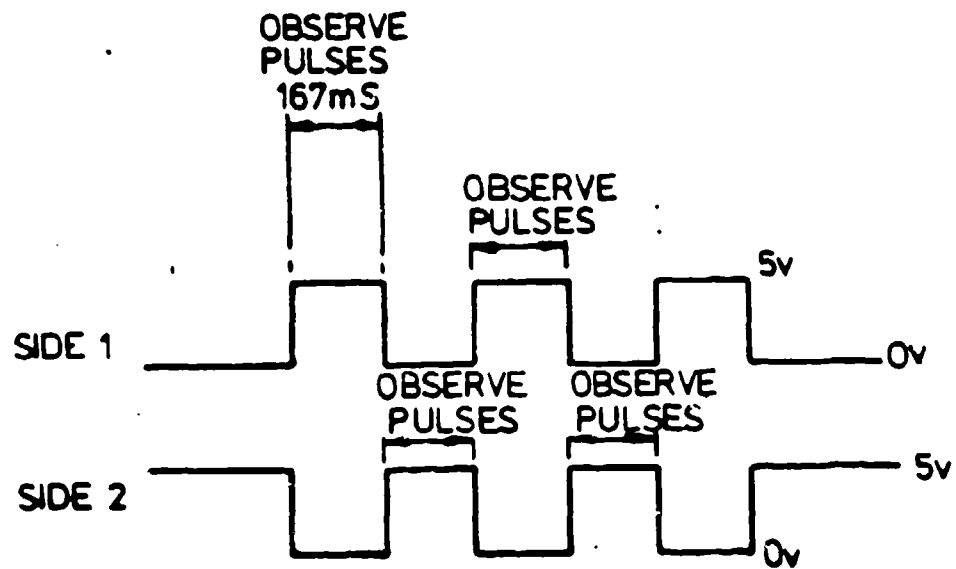 OBSERVE
PULSES
167mS
OBSERVE
PULSES
5v
SIDE 1
0v
OBSERVE
PULSES
OBSERVE
PULSES
5v
SIDE 2
0v